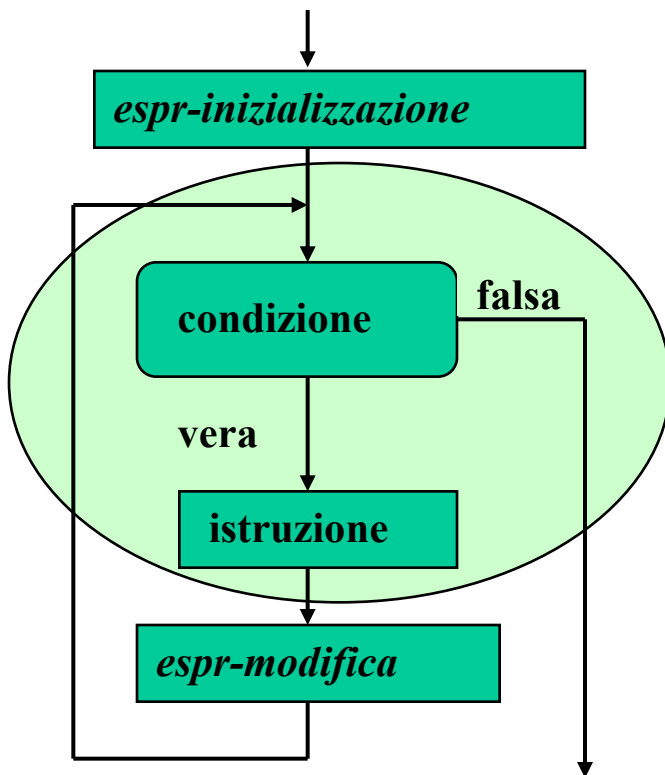 espr-inizializzazione
condizione
falsa
vera
istruzione
espr-modifica